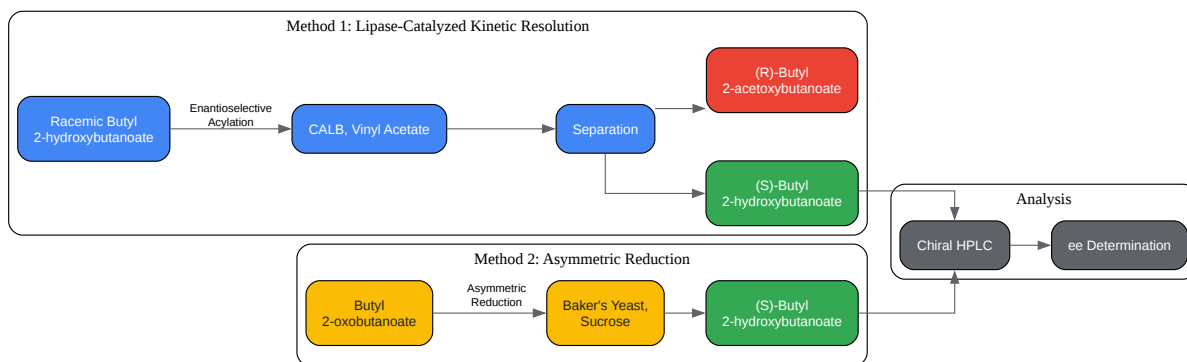 Method 1: Lipase-Catalyzed Kinetic Resolution
Racemic Butyl
2-hydroxybutanoate
Enantioselective
Acylation
CALB, Vinyl Acetate
Separation
(R)-Butyl
2-acetoxybutanoate
(S)-Butyl
2-hydroxybutanoate
Method 2: Asymmetric Reduction
Butyl
2-oxobutanoate
Asymmetric
Reduction
Baker's Yeast,
Sucrose
(S)-Butyl
2-hydroxybutanoate
Analysis
Chiral HPLC
ee Determination